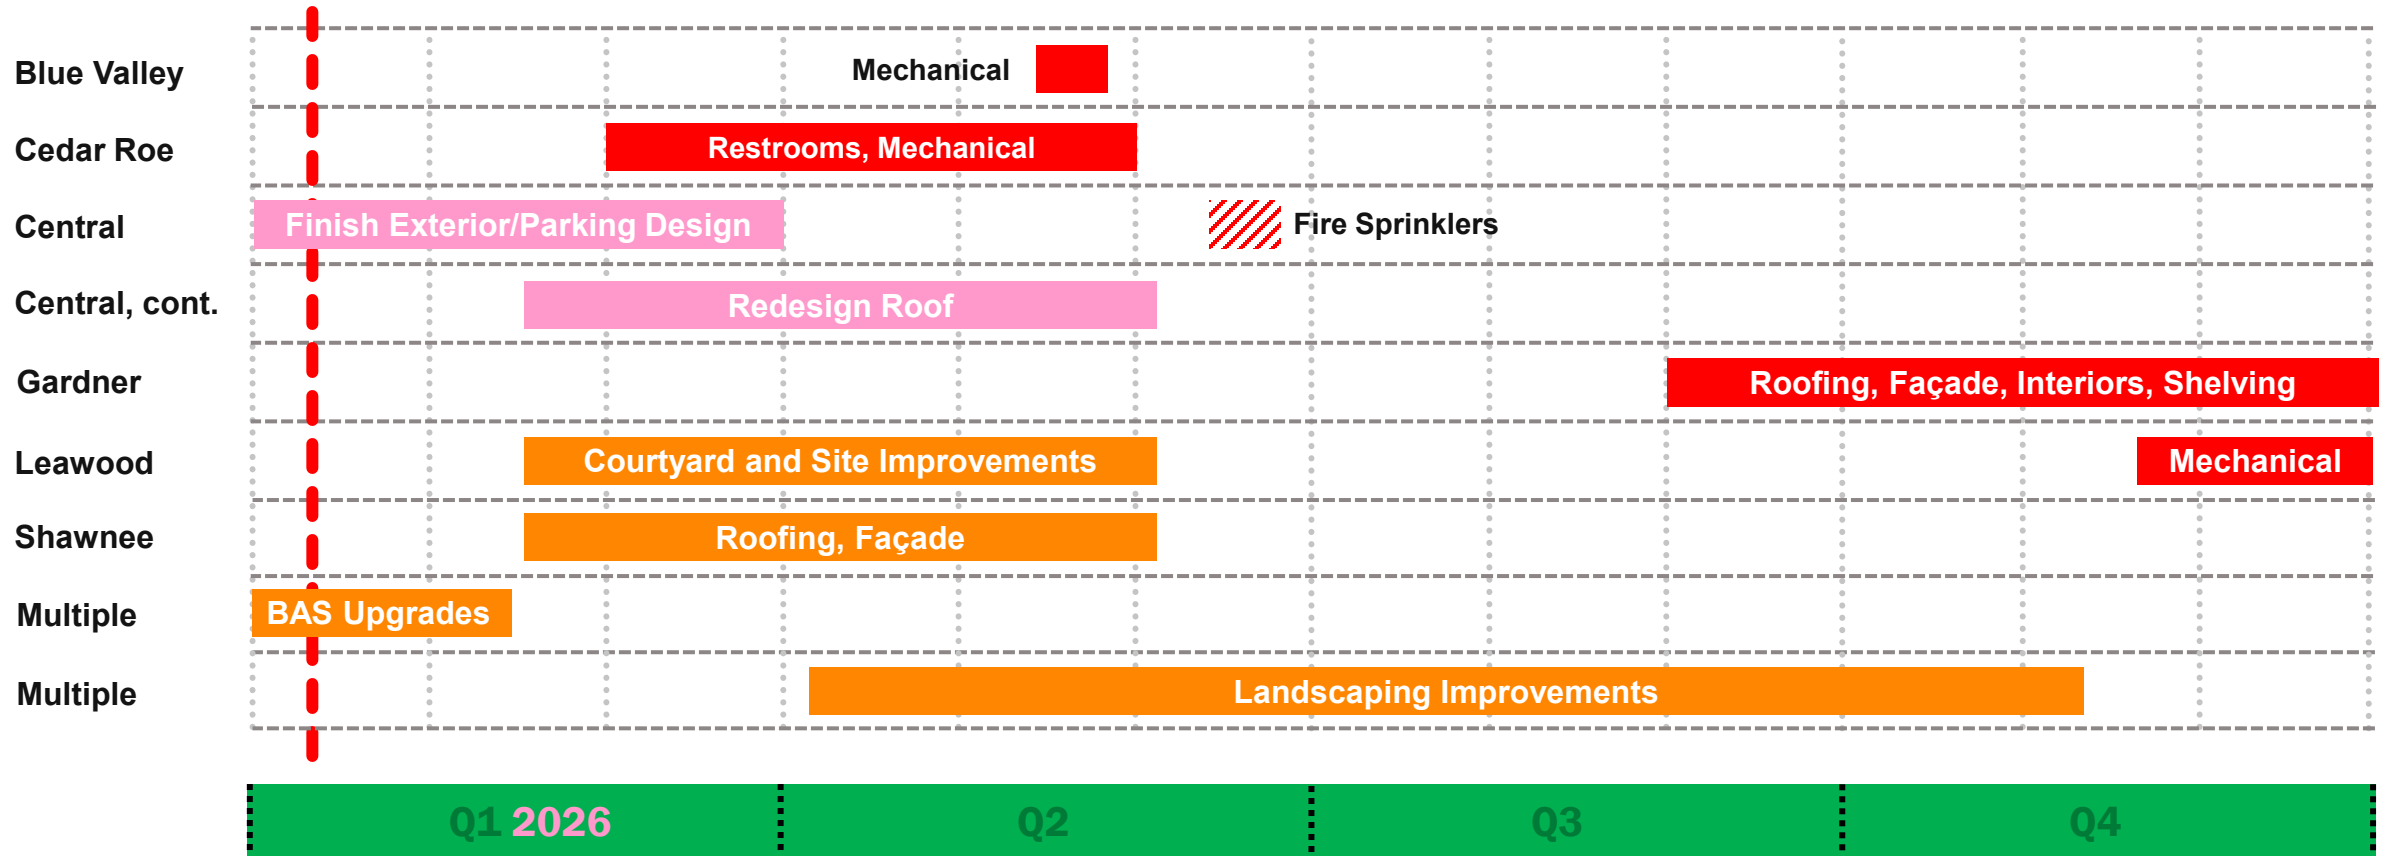 Blue Valley
Mechanical
Cedar Roe
Restrooms, Mechanical
Central
Finish Exterior/Parking Design
Fire Sprinklers
Central, cont.
Redesign Roof
Gardner
Roofing, Façade, Interiors, Shelving
Leawood
Courtyard and Site Improvements
Mechanical
Shawnee
Roofing, Façade
Multiple
BAS Upgrades
Multiple
Landscaping Improvements
Q1 2026
Q2
Q3
Q4